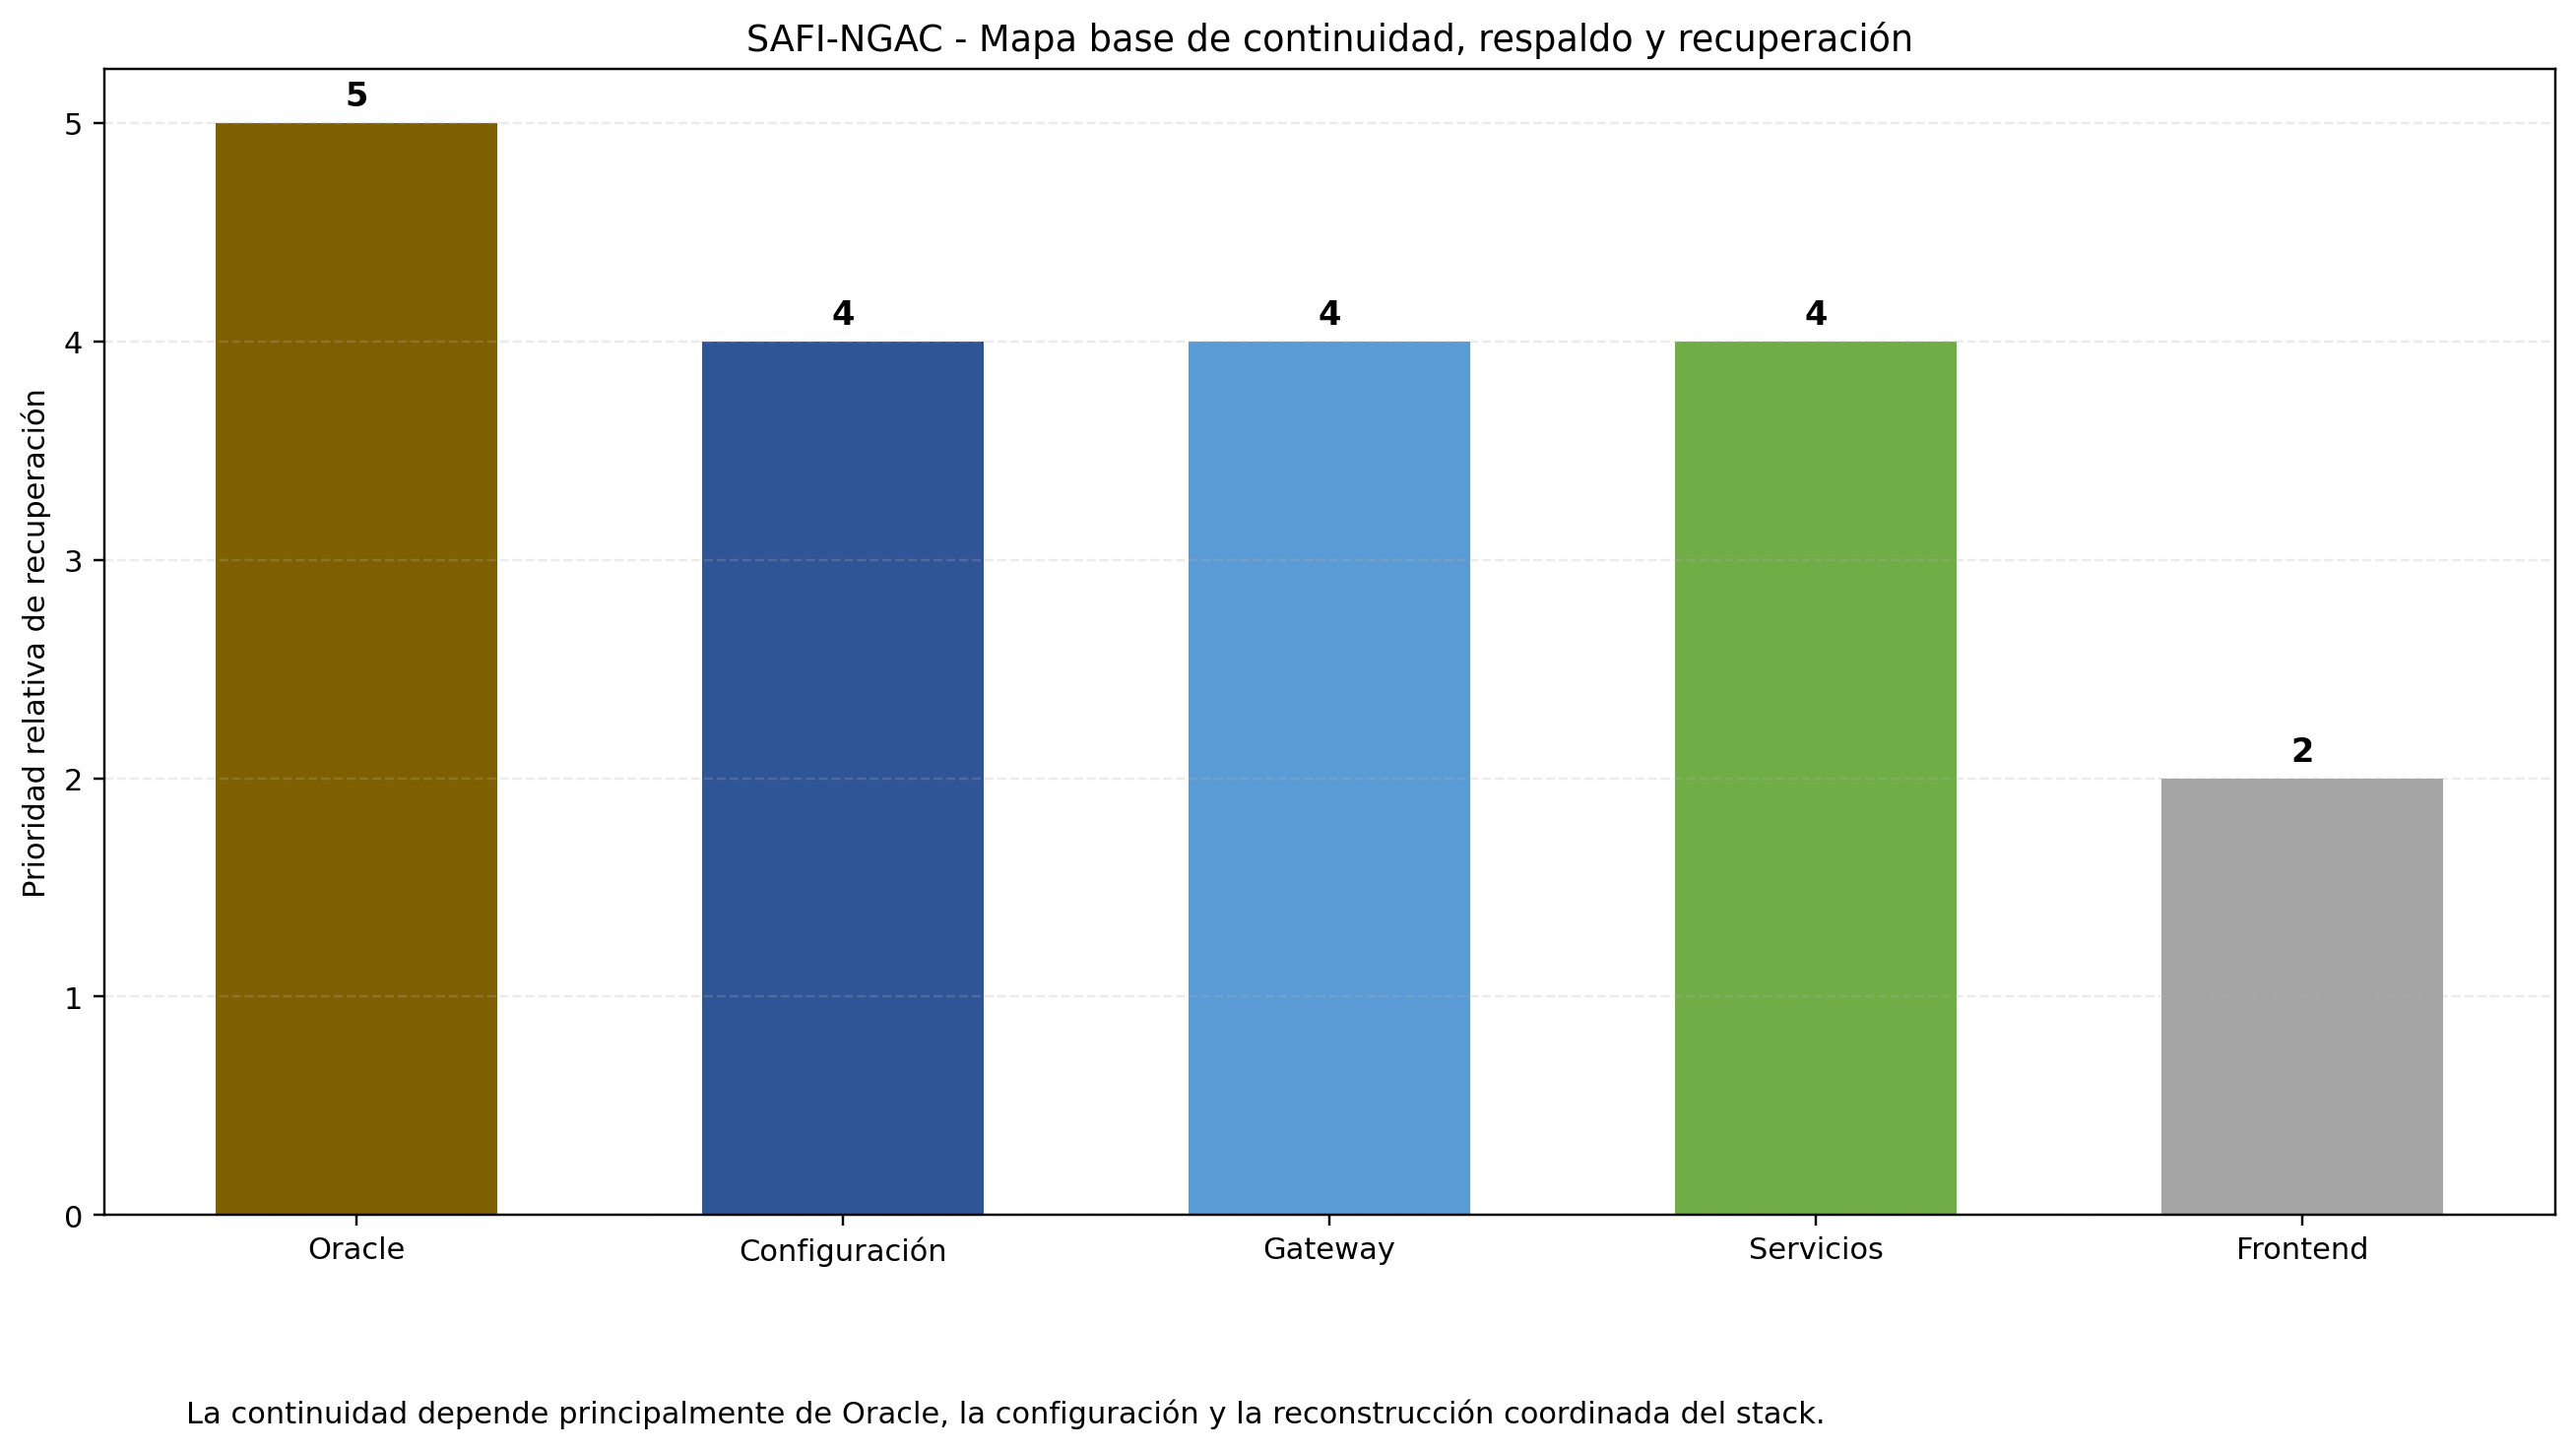 SAFI-NGAC - Mapa base de continuidad, respaldo y recuperación
Prioridad relativa de recuperación
5
4
3
2
1
0
5
4
4
4
2
Oracle
Configuración
Gateway
Servicios
Frontend
La continuidad depende principalmente de Oracle, la configuración y la reconstrucción coordinada del stack.